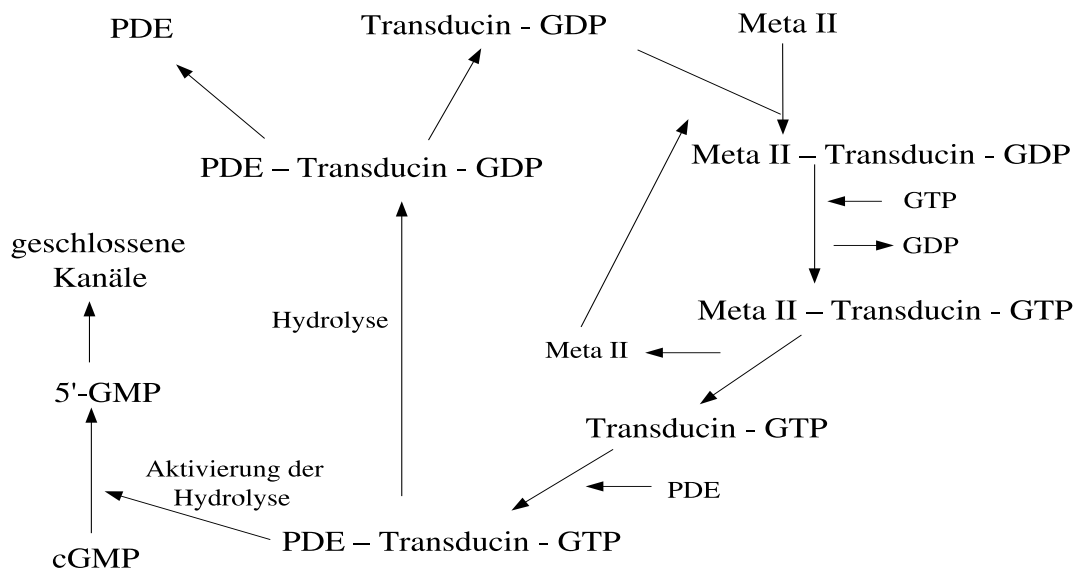 PDE
Transducin - GDP
Meta II
PDE – Transducin - GDP
Meta II – Transducin - GDP
GTP
GDP
geschlossene
Kanäle
Hydrolyse
Meta II – Transducin - GTP
Meta II
5'-GMP
Transducin - GTP
Aktivierung der
Hydrolyse
PDE
PDE – Transducin - GTP
cGMP